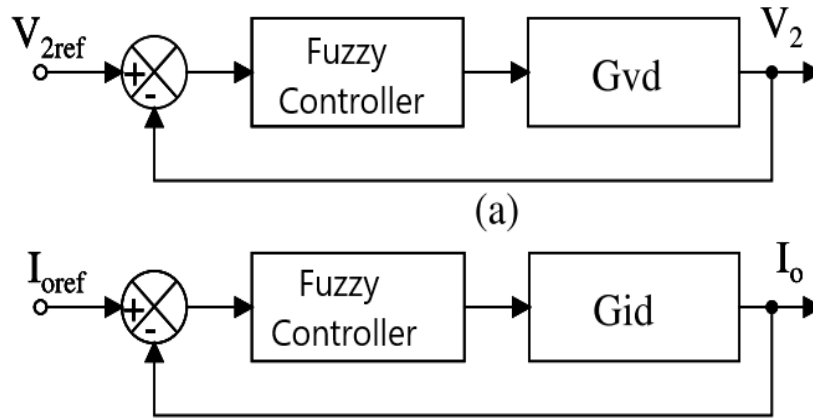 V2ref
+
-
Fuzzy
Controller
Gvd
V2
(a)
Ioref
+
-
Fuzzy
Controller
Gid
Io